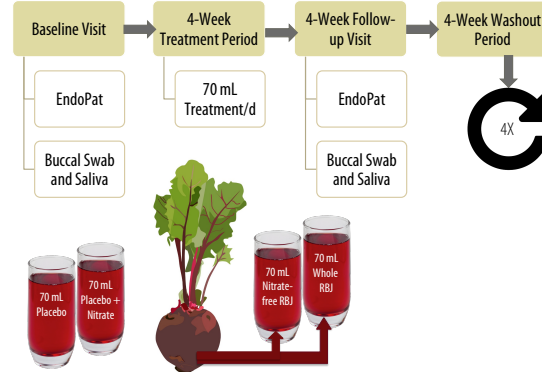 Baseline Visit
4-Week
Treatment Period
4-Week Follow-
up Visit
4-Week Washout
Period
EndoPat
70 mL
Treatment/d
EndoPat
4X
Buccal Swab
and Saliva
Buccal Swab
and Saliva
70 mL
Placebo
70 mL
Placebo +
Nitrate
70 mL
Nitrate-
free RBJ
70 mL
Whole
RBJ